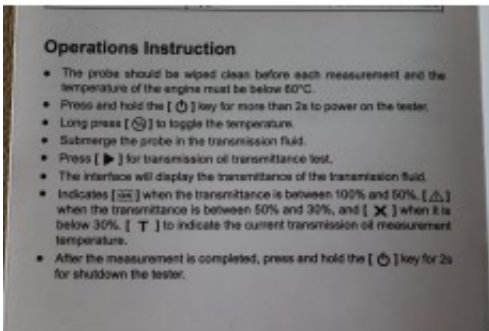 Operations Instruction
• The probe should be wiped clean before each measurement and the
temperature of the engine must be below 60°C.
• Press and hold the [ ⏻ ] key for more than 2s to power on the tester.
• Long press [ ] to toggle the temperature.
• Submerge the probe in the transmission fluid.
• Press [ ▶ ] for transmission oil transmittance test.
• The interface will display the transmittance of the transmission fluid.
• Indicates [ ] when the transmittance is between 100% and 50%, [ ⚠ ]
when the transmittance is between 50% and 30%, and [ ✕ ] when it is
below 30%. [ T ] to indicate the current transmission oil measurement
temperature.
• After the measurement is completed, press and hold the [ ⏻ ] key for 2s
for shutdown the tester.